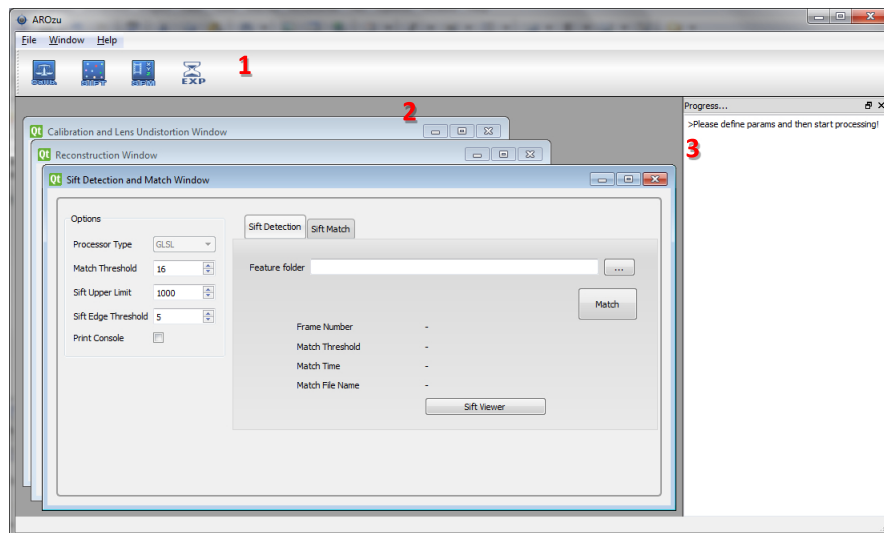 AROzu
File Window Help
SIFT
EXP
1
2
Progress...
>Please define params and then start processing!
3
Calibration and Lens Undistortion Window
Reconstruction Window
Sift Detection and Match Window
Options
Processor Type GLSL
Match Threshold 16
Sift Upper Limit 1000
Sift Edge Threshold 5
Print Console
Sift Detection Sift Match
Feature folder ...
Match
Frame Number -
Match Threshold -
Match Time -
Match File Name -
Sift Viewer